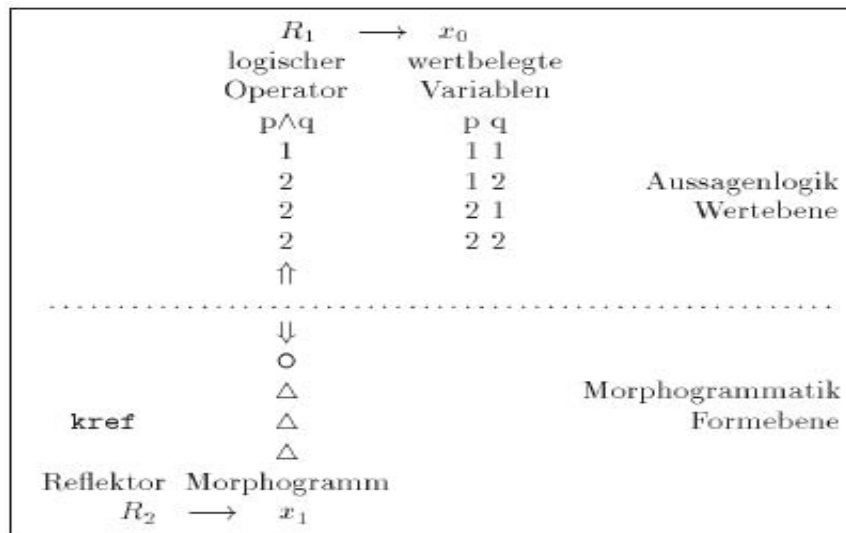 R₁ ⟶ x₀
logischer wertbelegte
Operator Variablen
p∧q p q
1 1 1
2 1 2 Aussagenlogik
2 2 1 Wertebene
2 2 2
⇑
⇓
○
△ Morphogrammatik
kref △ Formebene
△
Reflektor Morphogramm
R₂ ⟶ x₁